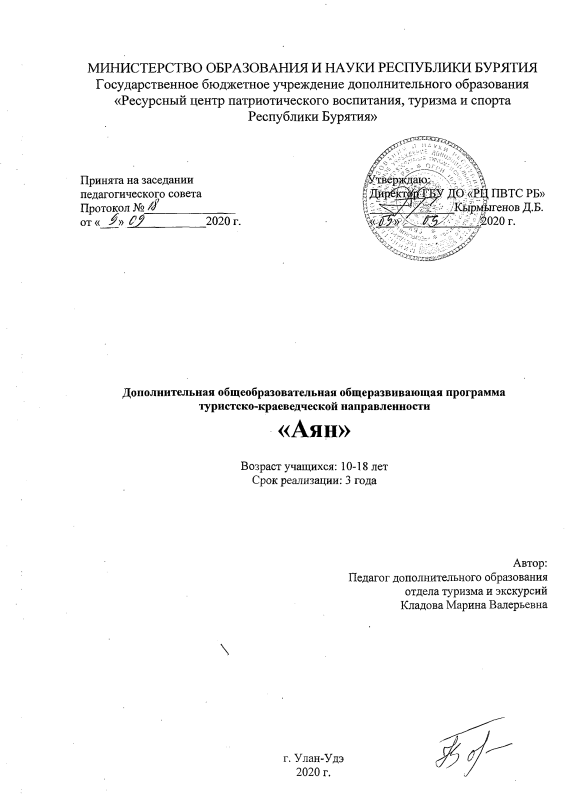 МИНИСТЕРСТВО ОБРАЗОВАНИЯ И НАУКИ РЕСПУБЛИКИ БУРЯТИЯ
Государственное бюджетное учреждение дополнительного образования
«Ресурсный центр патриотического воспитания, туризма и спорта
Республики Бурятия»
Принята на заседании
педагогического совета
Протокол № 18
от « » 09 2020 г.
Утверждаю:
Директор ГБУ ДО «РЦ ПВТС РБ»
Кырмыгенов Д.Б.
« » 2020 г.
Дополнительная общеобразовательная общеразвивающая программа
туристско-краеведческой направленности
«Аян»
Возраст учащихся: 10-18 лет
Срок реализации: 3 года
Автор:
Педагог дополнительного образования
отдела туризма и экскурсий
Кладова Марина Валерьевна
г. Улан-Удэ
2020 г.